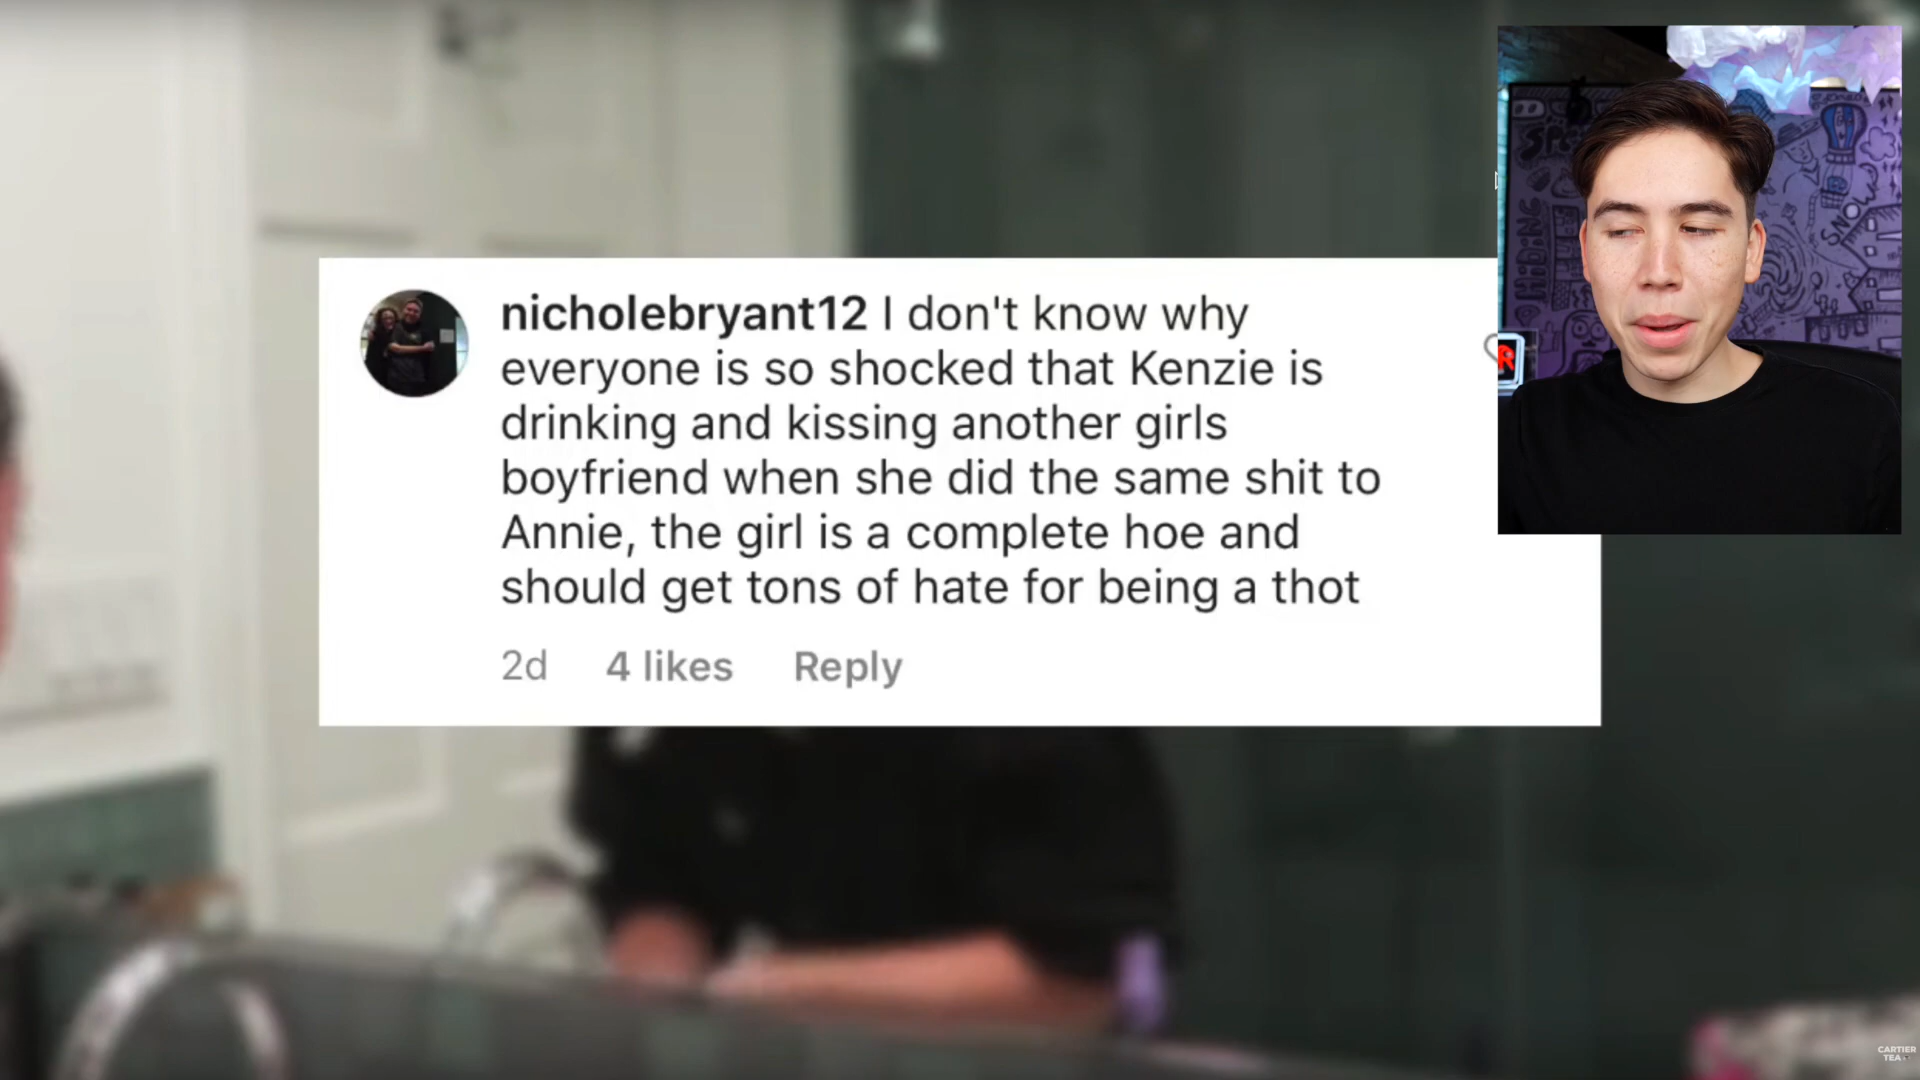 nicholebryant12 I don't know why
everyone is so shocked that Kenzie is
drinking and kissing another girls
boyfriend when she did the same shit to
Annie, the girl is a complete hoe and
should get tons of hate for being a thot
2d 4 likes Reply
R
HiDiNG
SNOW
CARTIER
TEA